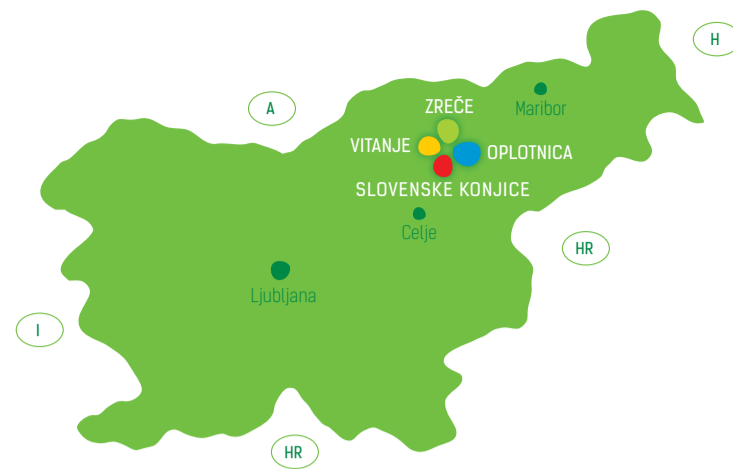 H
A
ZREČE
Maribor
VITANJE
OPLOTNICA
SLOVENSKE KONJICE
Celje
HR
Ljubljana
I
HR